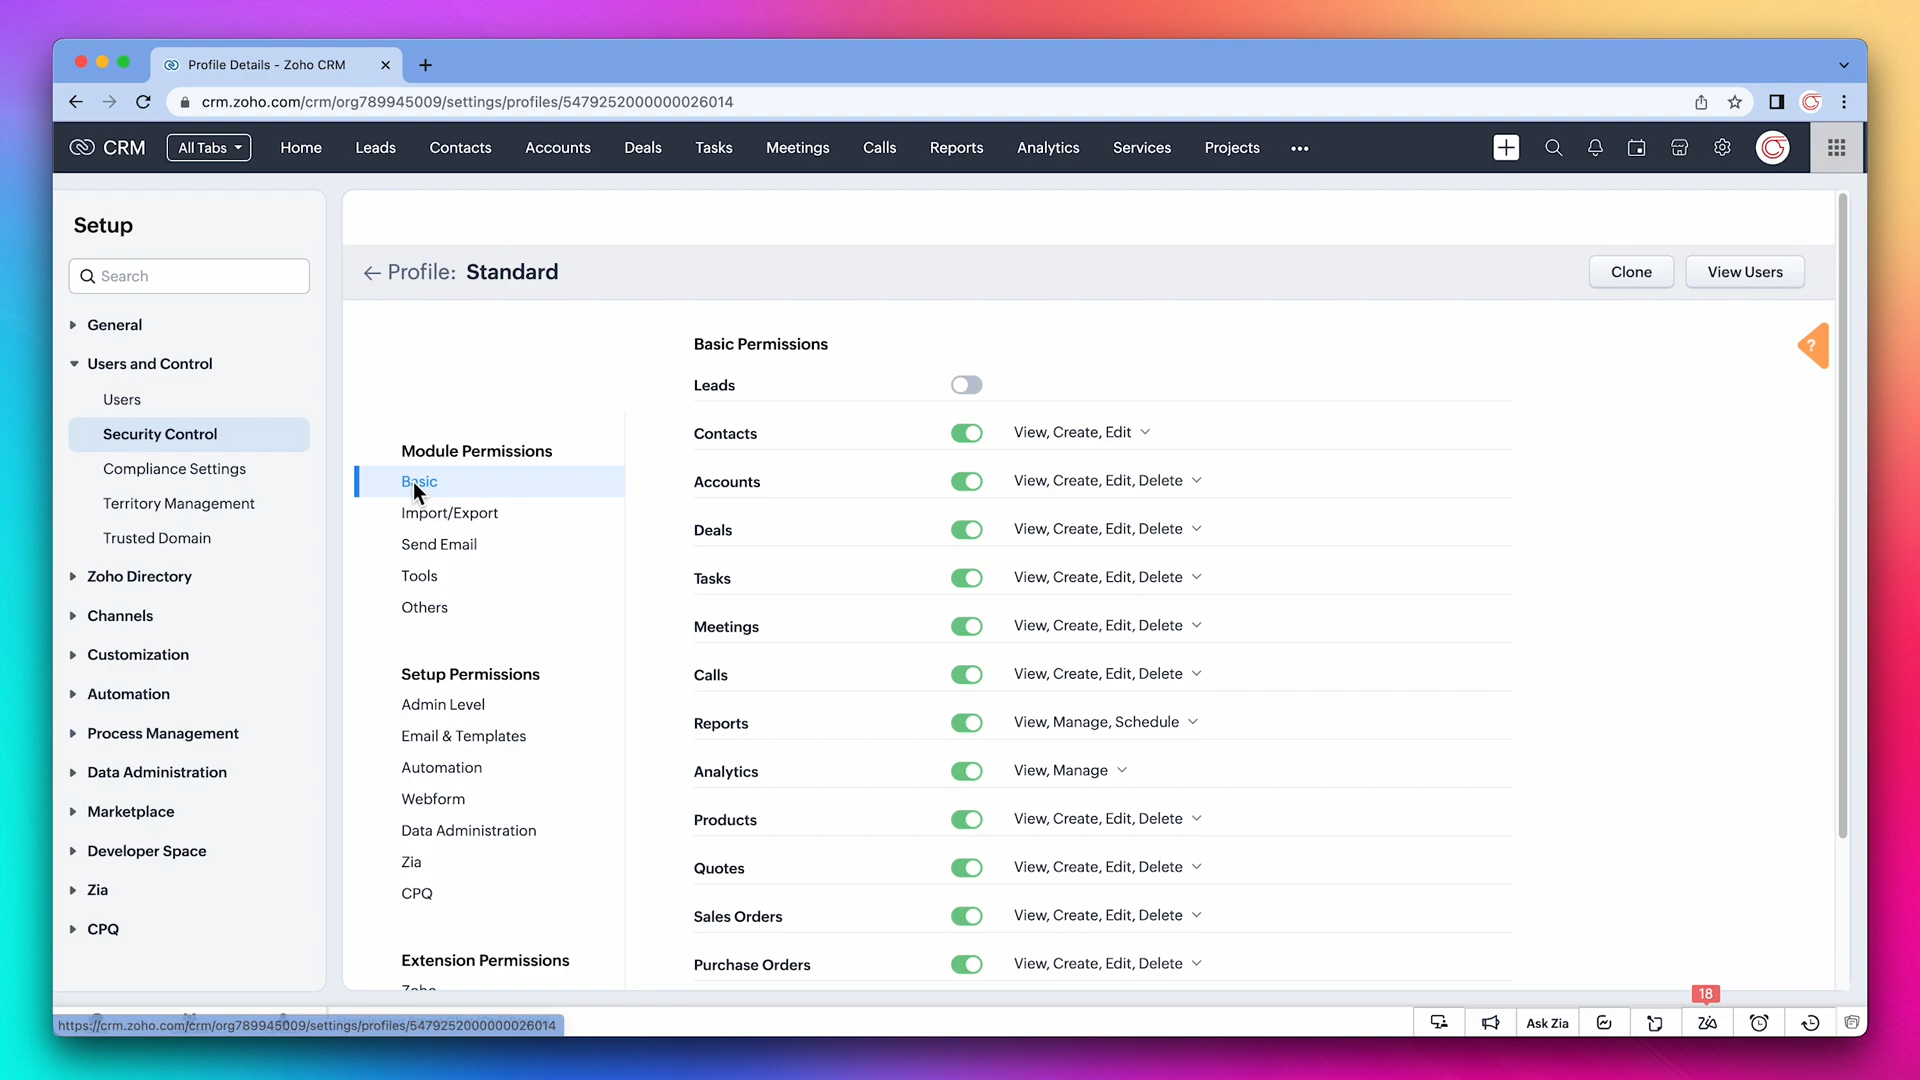 Profile Details - Zoho CRM
crm.zoho.com/crm/org789945009/settings/profiles/5479252000000026014
CRM
All Tabs
Home
Leads
Contacts
Accounts
Deals
Tasks
Meetings
Calls
Reports
Analytics
Services
Projects
Setup
Search
General
Users and Control
Users
Security Control
Compliance Settings
Territory Management
Trusted Domain
Zoho Directory
Channels
Customization
Automation
Process Management
Data Administration
Marketplace
Developer Space
Zia
CPQ
Profile: Standard
Clone
View Users
?
Module Permissions
Basic
Import/Export
Send Email
Tools
Others
Setup Permissions
Admin Level
Email & Templates
Automation
Webform
Data Administration
Zia
CPQ
Extension Permissions
Zoho
Basic Permissions
Leads
Contacts View, Create, Edit
Accounts View, Create, Edit, Delete
Deals View, Create, Edit, Delete
Tasks View, Create, Edit, Delete
Meetings View, Create, Edit, Delete
Calls View, Create, Edit, Delete
Reports View, Manage, Schedule
Analytics View, Manage
Products View, Create, Edit, Delete
Quotes View, Create, Edit, Delete
Sales Orders View, Create, Edit, Delete
Purchase Orders View, Create, Edit, Delete
18
https://crm.zoho.com/crm/org789945009/settings/profiles/5479252000000026014
Ask Zia